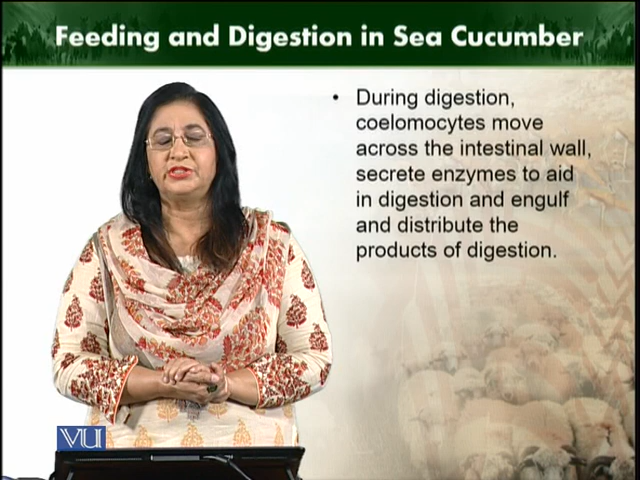 Feeding and Digestion in Sea Cucumber
• During digestion,
coelomocytes move
across the intestinal wall,
secrete enzymes to aid
in digestion and engulf
and distribute the
products of digestion.
VU